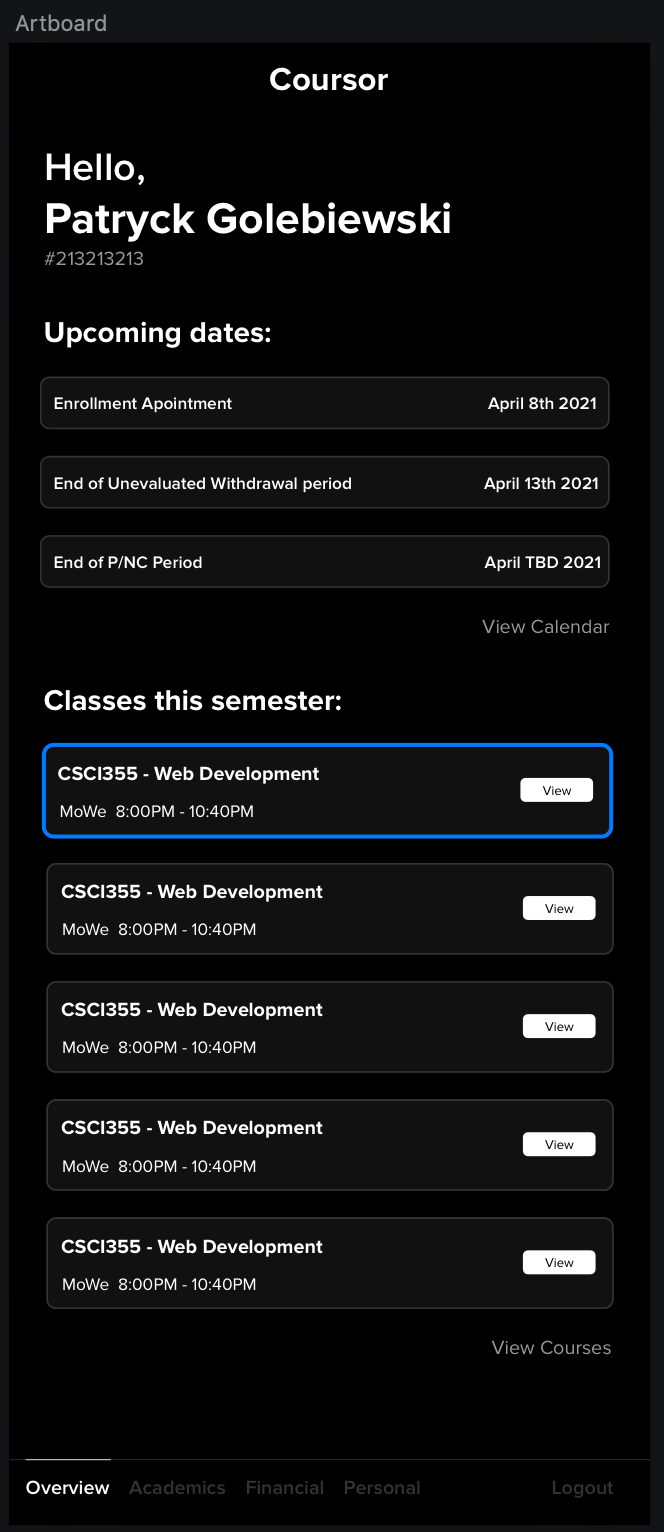 Artboard
Coursor
Hello,
Patryck Golebiewski
#213213213
Upcoming dates:
Enrollment Apointment April 8th 2021
End of Unevaluated Withdrawal period April 13th 2021
End of P/NC Period April TBD 2021
View Calendar
Classes this semester:
CSCI355 - Web Development
View
MoWe 8:00PM - 10:40PM
CSCI355 - Web Development
View
MoWe 8:00PM - 10:40PM
CSCI355 - Web Development
View
MoWe 8:00PM - 10:40PM
CSCI355 - Web Development
View
MoWe 8:00PM - 10:40PM
CSCI355 - Web Development
View
MoWe 8:00PM - 10:40PM
View Courses
Overview Academics Financial Personal Logout